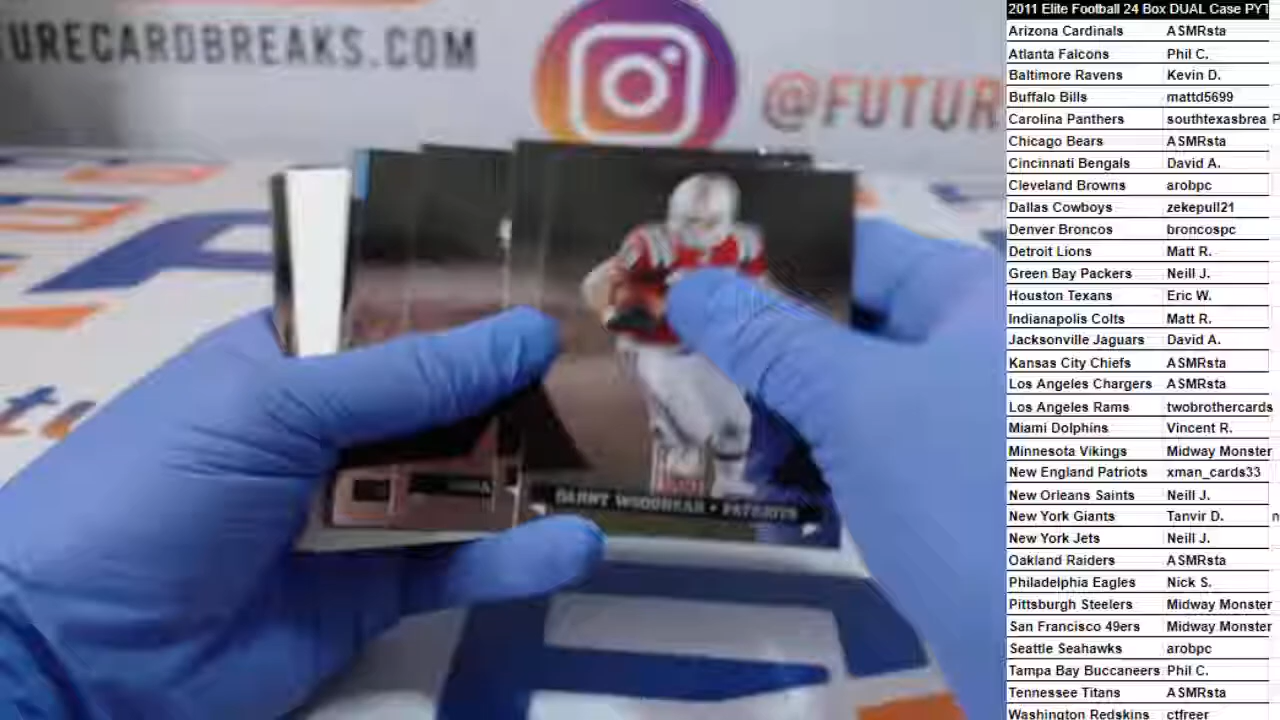 URECARDBREAKS.COM
@FUTUR
DANNY WOODHEAD • PATRIOTS
2011 Elite Football 24 Box DUAL Case PYT
Arizona Cardinals ASMRsta
Atlanta Falcons Phil C.
Baltimore Ravens Kevin D.
Buffalo Bills mattd5699
Carolina Panthers southtexasbrea P
Chicago Bears ASMRsta
Cincinnati Bengals David A.
Cleveland Browns arobpc
Dallas Cowboys zekepull21
Denver Broncos broncospc
Detroit Lions Matt R.
Green Bay Packers Neill J.
Houston Texans Eric W.
Indianapolis Colts Matt R.
Jacksonville Jaguars David A.
Kansas City Chiefs ASMRsta
Los Angeles Chargers ASMRsta
Los Angeles Rams twobrothercards
Miami Dolphins Vincent R.
Minnesota Vikings Midway Monster
New England Patriots xman_cards33
New Orleans Saints Neill J.
New York Giants Tanvir D. n
New York Jets Neill J.
Oakland Raiders ASMRsta
Philadelphia Eagles Nick S.
Pittsburgh Steelers Midway Monster
San Francisco 49ers Midway Monster
Seattle Seahawks arobpc
Tampa Bay Buccaneers Phil C.
Tennessee Titans ASMRsta
Washington Redskins ctfreer